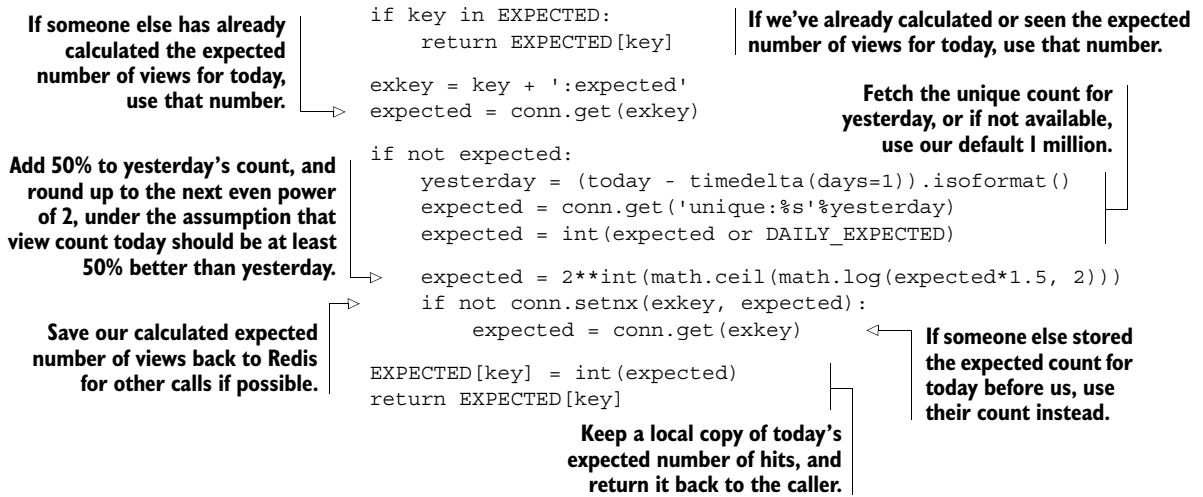 If someone else has already
calculated the expected
number of views for today,
use that number.
if key in EXPECTED:
    return EXPECTED[key]
If we've already calculated or seen the expected
number of views for today, use that number.
exkey = key + ':expected'
expected = conn.get(exkey)
Fetch the unique count for
yesterday, or if not available,
use our default 1 million.
Add 50% to yesterday's count, and
round up to the next even power
of 2, under the assumption that
view count today should be at least
50% better than yesterday.
if not expected:
    yesterday = (today - timedelta(days=1)).isoformat()
    expected = conn.get('unique:%s'%yesterday)
    expected = int(expected or DAILY_EXPECTED)
    expected = 2**int(math.ceil(math.log(expected*1.5, 2)))
    if not conn.setnx(exkey, expected):
        expected = conn.get(exkey)
Save our calculated expected
number of views back to Redis
for other calls if possible.
If someone else stored
the expected count for
today before us, use
their count instead.
EXPECTED[key] = int(expected)
return EXPECTED[key]
Keep a local copy of today's
expected number of hits, and
return it back to the caller.